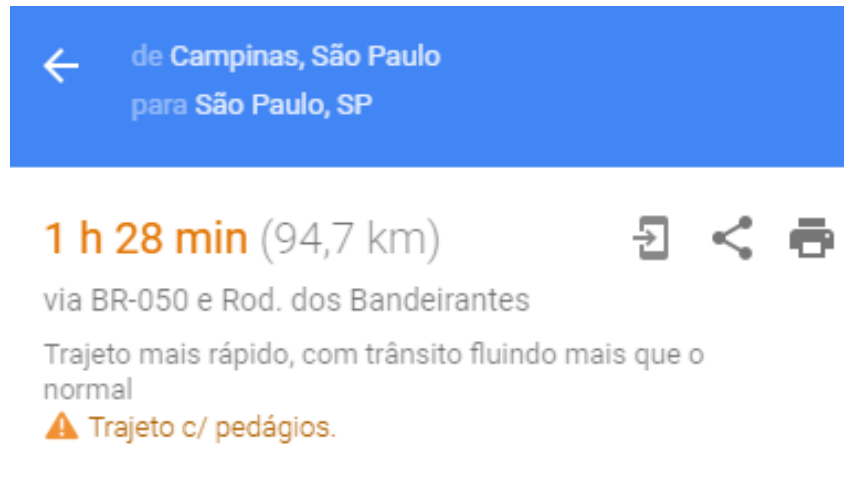 de Campinas, São Paulo
para São Paulo, SP
1 h 28 min (94,7 km)
via BR-050 e Rod. dos Bandeirantes
Trajeto mais rápido, com trânsito fluindo mais que o
normal
Trajeto c/ pedágios.